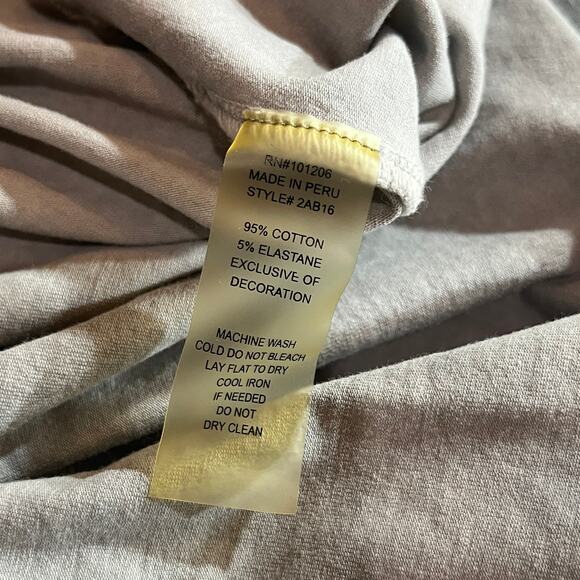 RN#101206
MADE IN PERU
STYLE# 2AB16
95% COTTON
5% ELASTANE
EXCLUSIVE OF
DECORATION
MACHINE WASH
COLD DO NOT BLEACH
LAY FLAT TO DRY
COOL IRON
IF NEEDED
DO NOT
DRY CLEAN